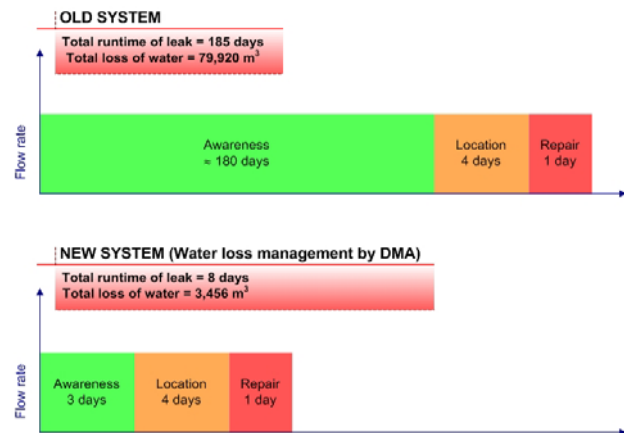 OLD SYSTEM
Total runtime of leak = 185 days
Total loss of water = 79,920 m³
Flow rate
Awareness
≈ 180 days
Location
4 days
Repair
1 day
NEW SYSTEM (Water loss management by DMA)
Total runtime of leak = 8 days
Total loss of water = 3,456 m³
Flow rate
Awareness
3 days
Location
4 days
Repair
1 day